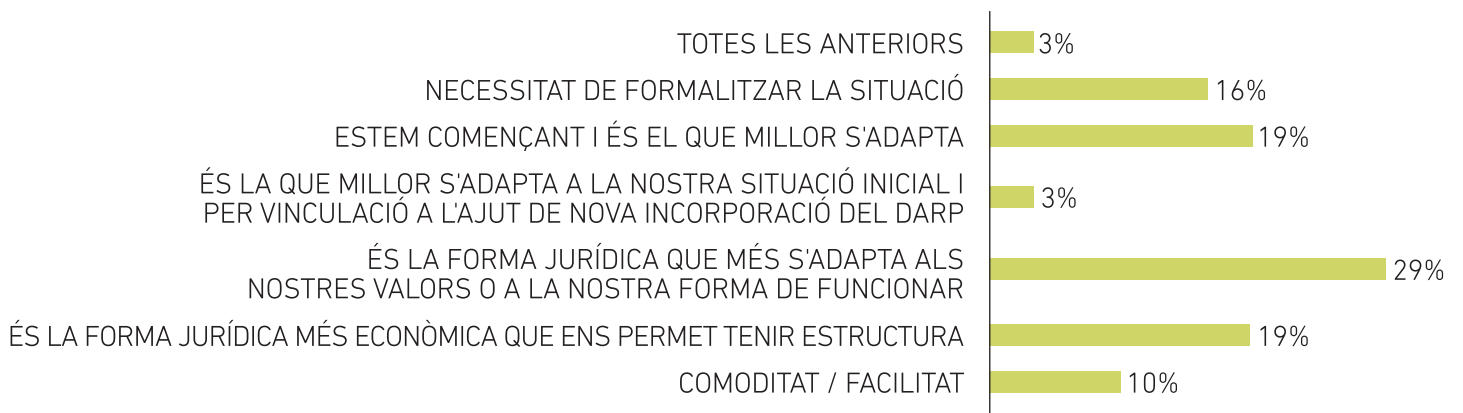 TOTES LES ANTERIORS 3%
NECESSITAT DE FORMALITZAR LA SITUACIÓ 16%
ESTEM COMENÇANT I ÉS EL QUE MILLOR S'ADAPTA 19%
ÉS LA QUE MILLOR S'ADAPTA A LA NOSTRA SITUACIÓ INICIAL I
PER VINCULACIÓ A L'AJUT DE NOVA INCORPORACIÓ DEL DARP 3%
ÉS LA FORMA JURÍDICA QUE MÉS S'ADAPTA ALS
NOSTRES VALORS O A LA NOSTRA FORMA DE FUNCIONAR 29%
ÉS LA FORMA JURÍDICA MÉS ECONÒMICA QUE ENS PERMET TENIR ESTRUCTURA 19%
COMODITAT / FACILITAT 10%